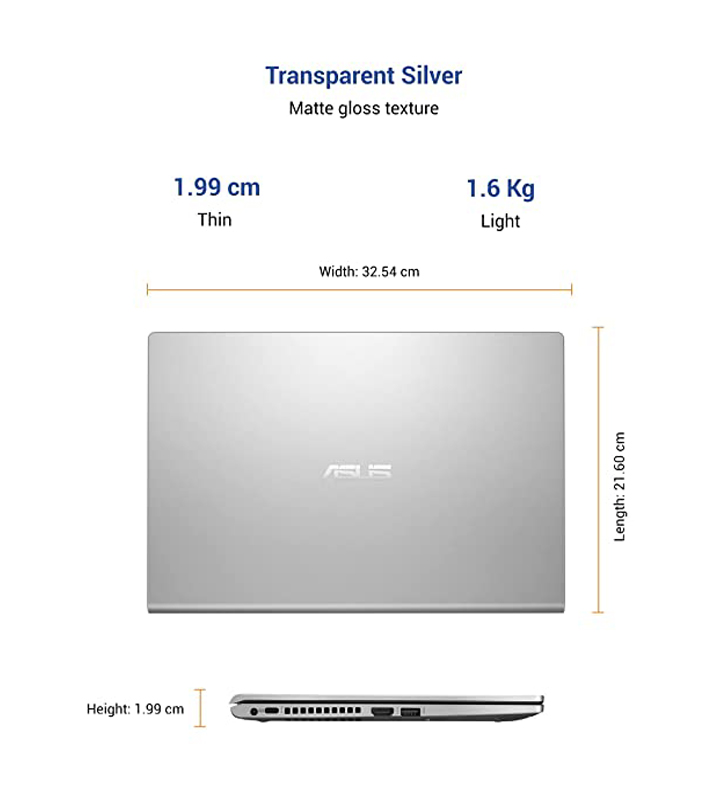 Transparent Silver
Matte gloss texture
1.99 cm
Thin
1.6 Kg
Light
Width: 32.54 cm
Length: 21.60 cm
ASUS
Height: 1.99 cm